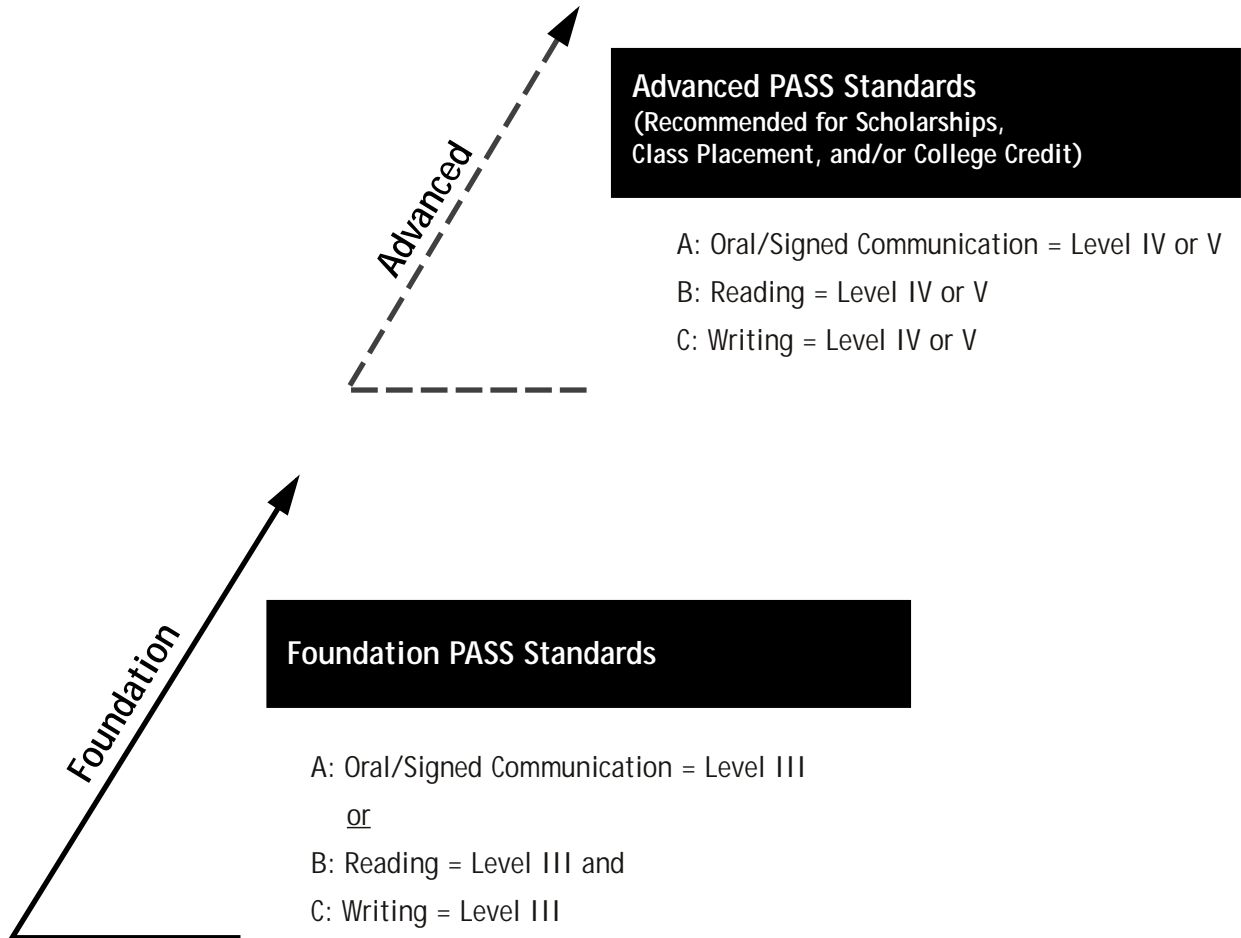 Advanced
Advanced PASS Standards
(Recommended for Scholarships,
Class Placement, and/or College Credit)
A: Oral/Signed Communication = Level IV or V
B: Reading = Level IV or V
C: Writing = Level IV or V
Foundation
Foundation PASS Standards
A: Oral/Signed Communication = Level III
or
B: Reading = Level III and
C: Writing = Level III